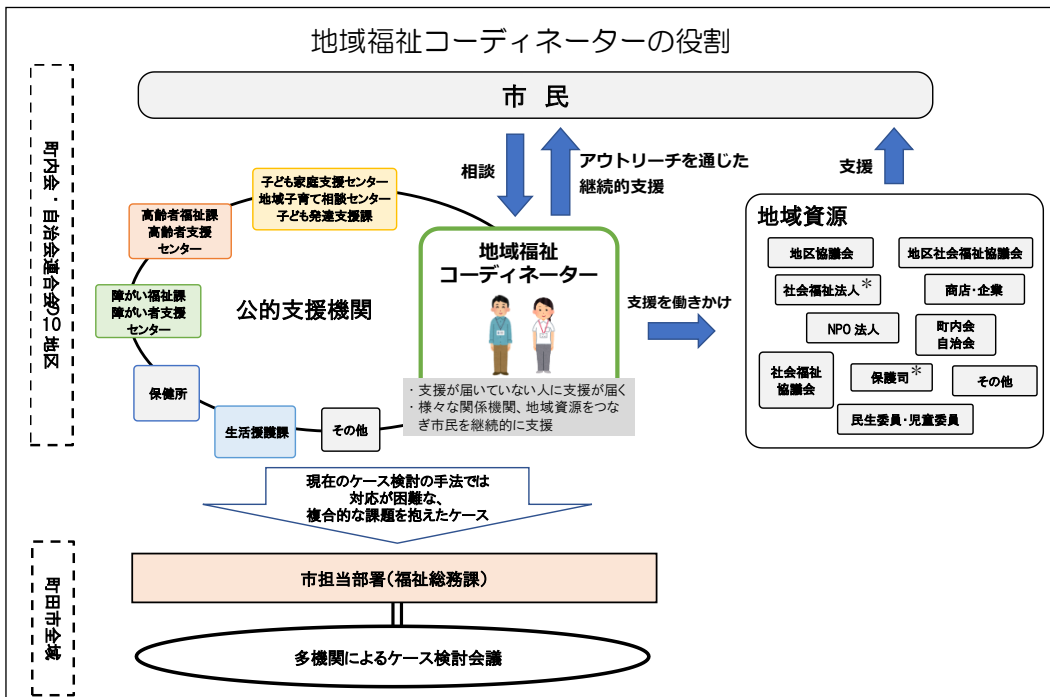 地域福祉コーディネーターの役割
町内会・自治会連合会の10地区
市 民
相談
アウトリーチを通じた
継続的支援
支援
子ども家庭支援センター
地域子育て相談センター
子ども発達支援課
高齢者福祉課
高齢者支援
センター
障がい福祉課
障がい者支援
センター
公的支援機関
保健所
生活援護課
その他
地域福祉
コーディネーター
・支援が届いていない人に支援が届く
・様々な関係機関、地域資源をつな
ぎ市民を継続的に支援
支援を働きかけ
地域資源
地区協議会
地区社会福祉協議会
社会福祉法人*
商店・企業
NPO 法人
町内会
自治会
社会福祉
協議会
保護司*
その他
民生委員・児童委員
現在のケース検討の手法では
対応が困難な、
複合的な課題を抱えたケース
町田市全域
市担当部署(福祉総務課)
多機関によるケース検討会議